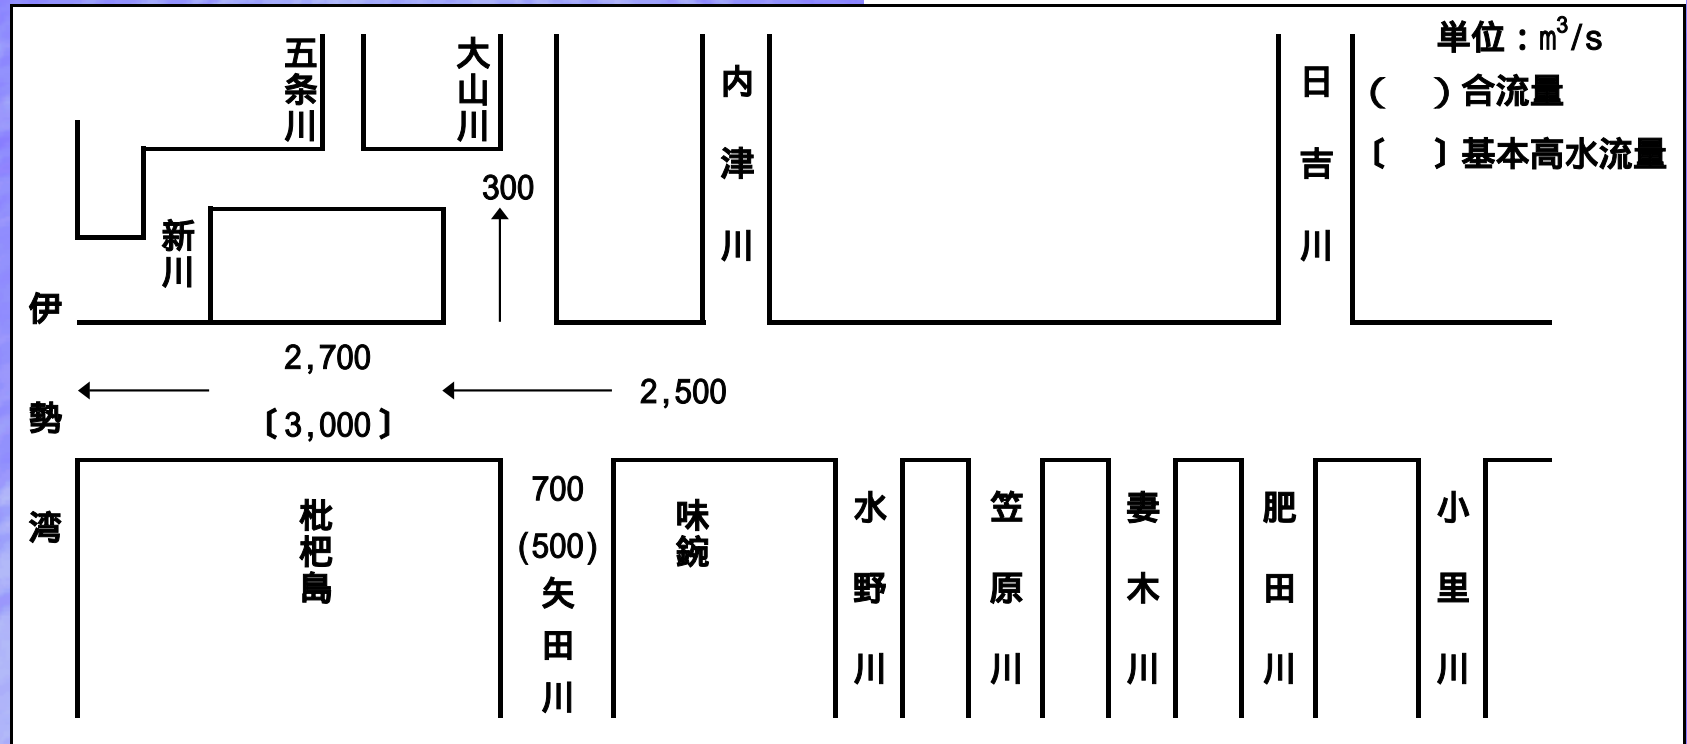 単位：m³/s
（　）合流量
〔　〕基本高水流量
五条川
大山川
内津川
日吉川
300
新川
伊勢湾
2,700
〔3,000〕
2,500
700
(500)
矢田川
枇杷島
味鋺
水野川
笠原川
妻木川
肥田川
小里川